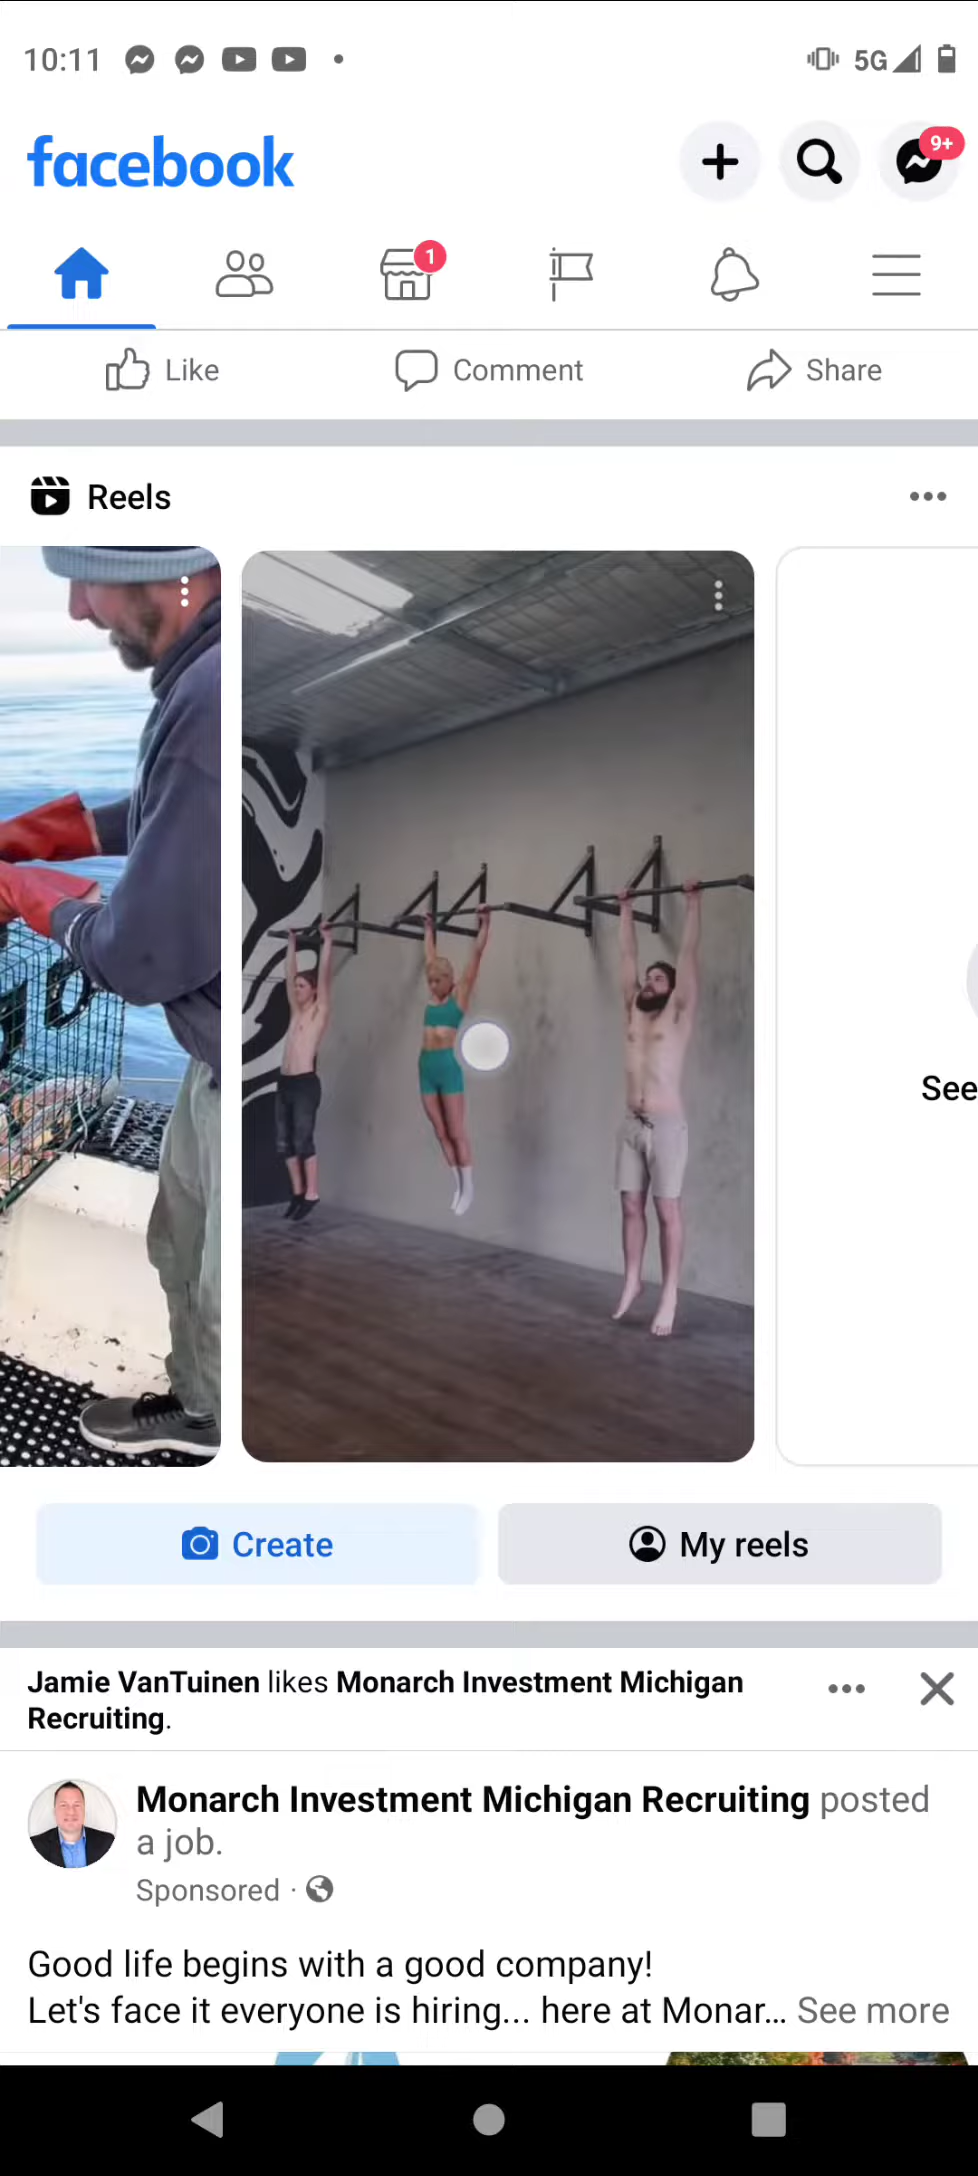 10:11
5G
facebook
9+
1
Like
Comment
Share
Reels
See
Create
My reels
Jamie VanTuinen likes Monarch Investment Michigan
Recruiting.
Monarch Investment Michigan Recruiting posted
a job.
Sponsored ·
Good life begins with a good company!
Let's face it everyone is hiring... here at Monar... See more